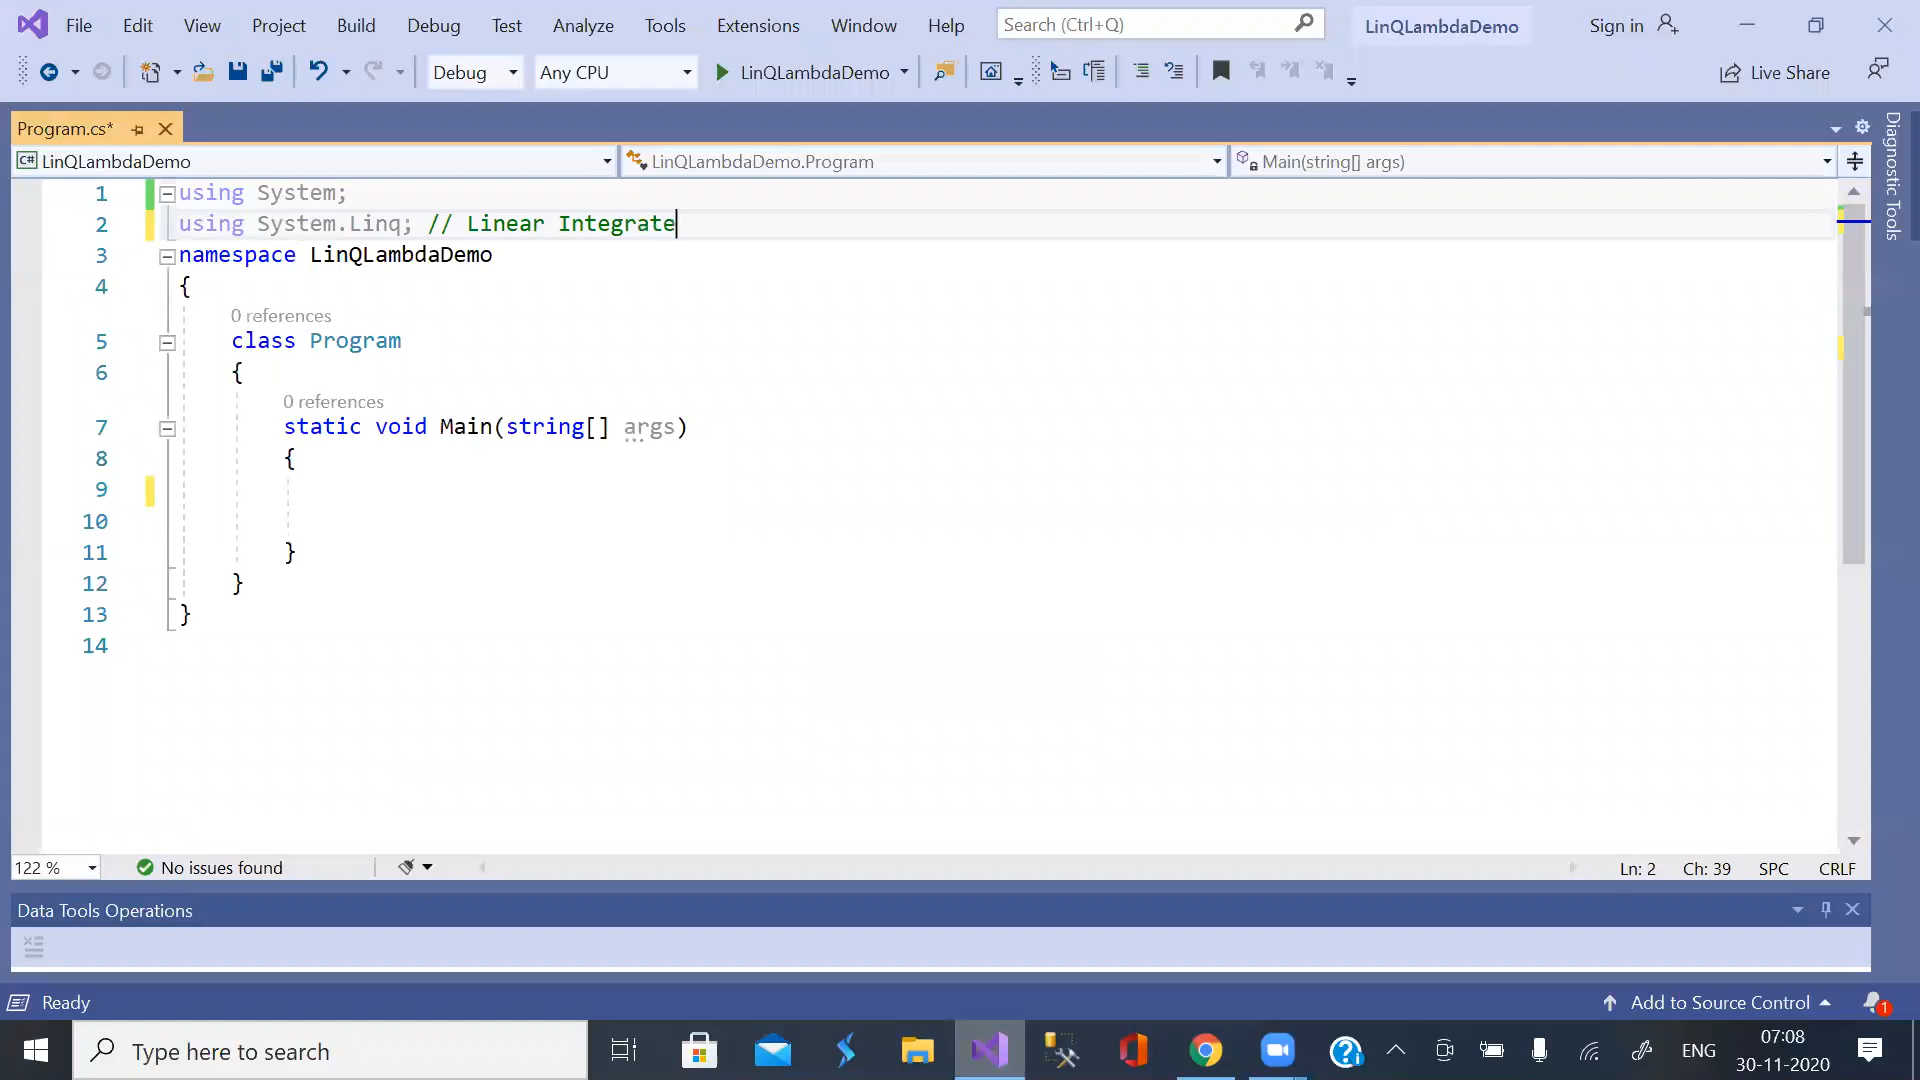 File Edit View Project Build Debug Test Analyze Tools Extensions Window Help Search (Ctrl+Q) LinQLambdaDemo Sign in
Debug Any CPU LinQLambdaDemo Live Share
Program.cs*
LinQLambdaDemo LinQLambdaDemo.Program Main(string[] args)
Diagnostic Tools
1 using System;
2 using System.Linq; // Linear Integrate
3 namespace LinQLambdaDemo
4 {
0 references
5 class Program
6 {
0 references
7 static void Main(string[] args)
8 {
9
10
11 }
12 }
13 }
14
122 % No issues found Ln: 2 Ch: 39 SPC CRLF
Data Tools Operations
Ready Add to Source Control 1
Type here to search ENG 07:08
30-11-2020